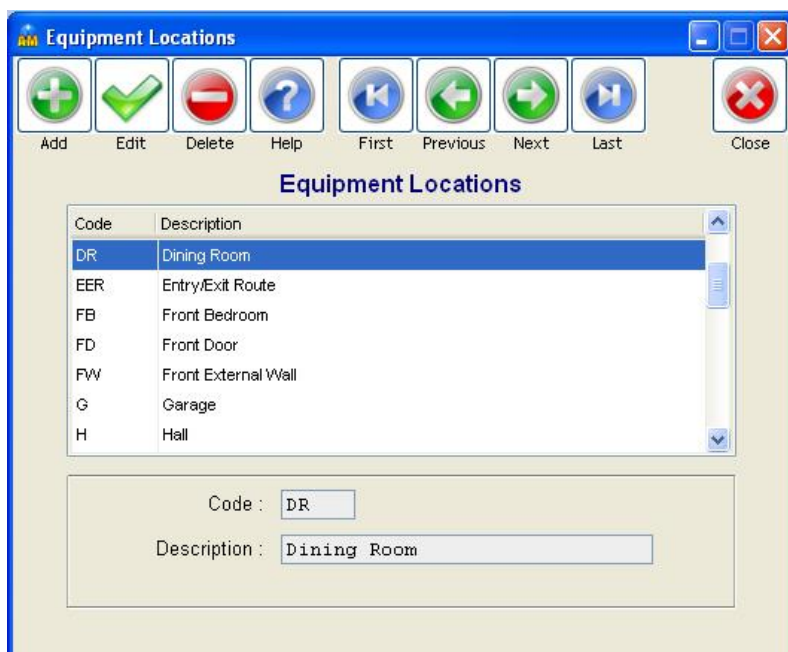 Equipment Locations
Add Edit Delete Help First Previous Next Last Close
Equipment Locations
Code Description
DR Dining Room
EER Entry/Exit Route
FB Front Bedroom
FD Front Door
FW Front External Wall
G Garage
H Hall
Code : DR
Description : Dining Room